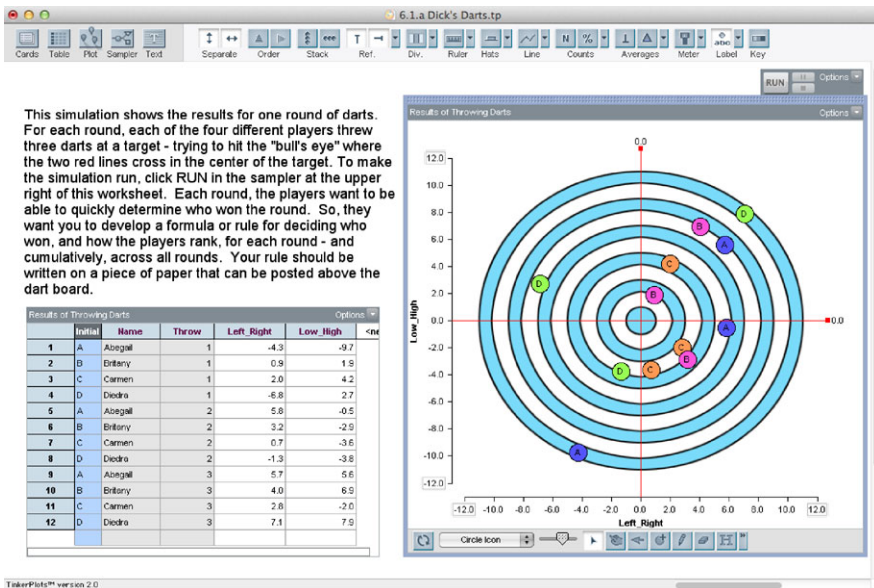 6.1.a Dick's Darts.tp
Cards Table Plot Sampler Text Separate Order Stack Ref. Div. Ruler Hats Line Counts Averages Meter Label Key
RUN Options
This simulation shows the results for one round of darts.
For each round, each of the four different players threw
three darts at a target - trying to hit the "bull's eye" where
the two red lines cross in the center of the target. To make
the simulation run, click RUN in the sampler at the upper
right of this worksheet. Each round, the players want to be
able to quickly determine who won the round. So, they
want you to develop a formula or rule for deciding who
won, and how the players rank, for each round - and
cumulatively, across all rounds. Your rule should be
written on a piece of paper that can be posted above the
dart board.
Results of Throwing Darts Options
Initial Name Throw Left_Right Low_High <ne
1 A Abegail 1 -4.3 -9.7
2 B Britany 1 0.9 1.9
3 C Carmen 1 2.0 4.2
4 D Diedra 1 -6.8 2.7
5 A Abegail 2 5.8 -0.5
6 B Britany 2 3.2 -2.9
7 C Carmen 2 0.7 -3.6
8 D Diedra 2 -1.3 -3.8
9 A Abegail 3 5.7 5.6
10 B Britany 3 4.0 6.9
11 C Carmen 3 2.8 -2.0
12 D Diedra 3 7.1 7.9
Results of Throwing Darts Options
0.0
12.0
10.0
8.0
6.0
4.0
2.0
0.0 0.0
-2.0
-4.0
-6.0
-8.0
-10.0
-12.0
Low_High
D
B
A
C
D
B
A
C
B
D C
A
-12.0 -10.0 -8.0 -6.0 -4.0 -2.0 0.0 2.0 4.0 6.0 8.0 10.0 12.0
Left_Right
Circle Icon
TinkerPlots™ version 2.0